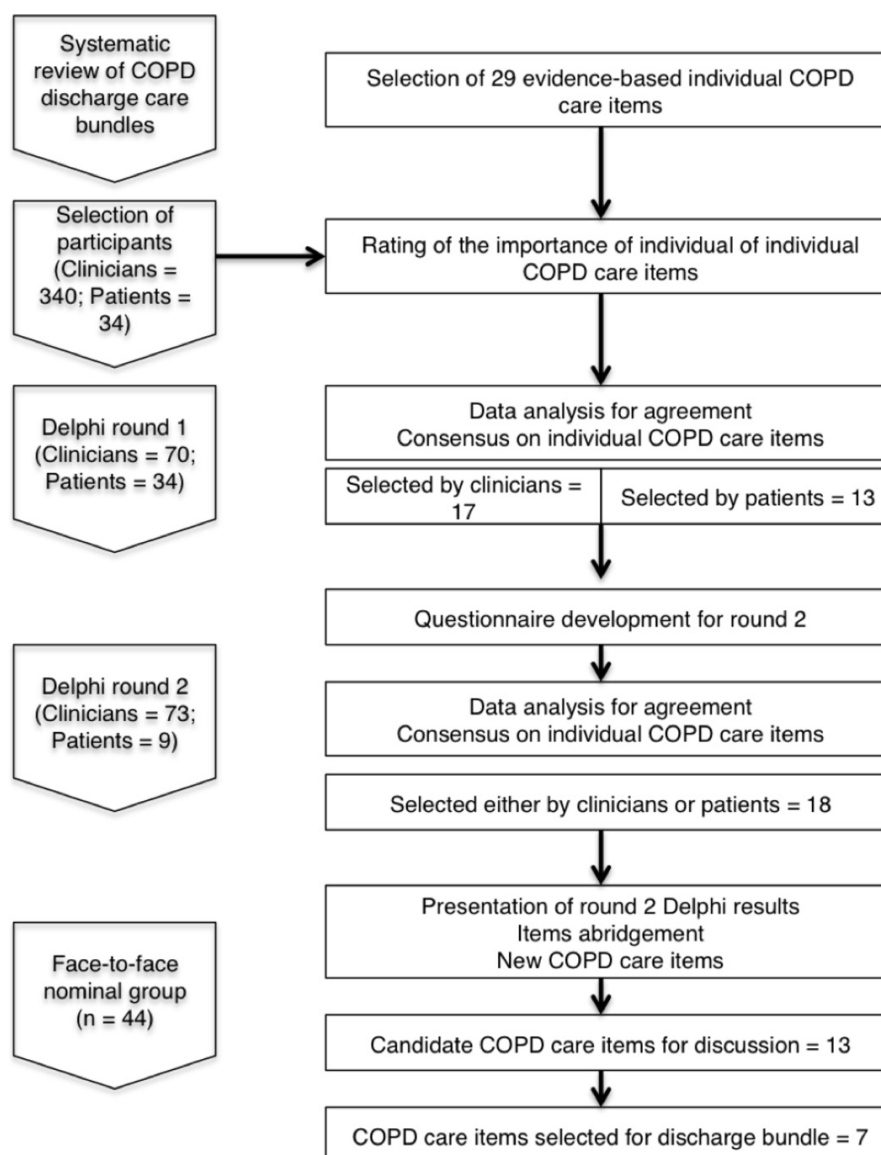 Systematic
review of COPD
discharge care
bundles
Selection of 29 evidence-based individual COPD
care items
Selection of
participants
(Clinicians =
340; Patients =
34)
Rating of the importance of individual of individual
COPD care items
Delphi round 1
(Clinicians = 70;
Patients = 34)
Data analysis for agreement
Consensus on individual COPD care items
Selected by clinicians =
17
Selected by patients = 13
Questionnaire development for round 2
Delphi round 2
(Clinicians = 73;
Patients = 9)
Data analysis for agreement
Consensus on individual COPD care items
Selected either by clinicians or patients = 18
Presentation of round 2 Delphi results
Items abridgement
New COPD care items
Face-to-face
nominal group
(n = 44)
Candidate COPD care items for discussion = 13
COPD care items selected for discharge bundle = 7